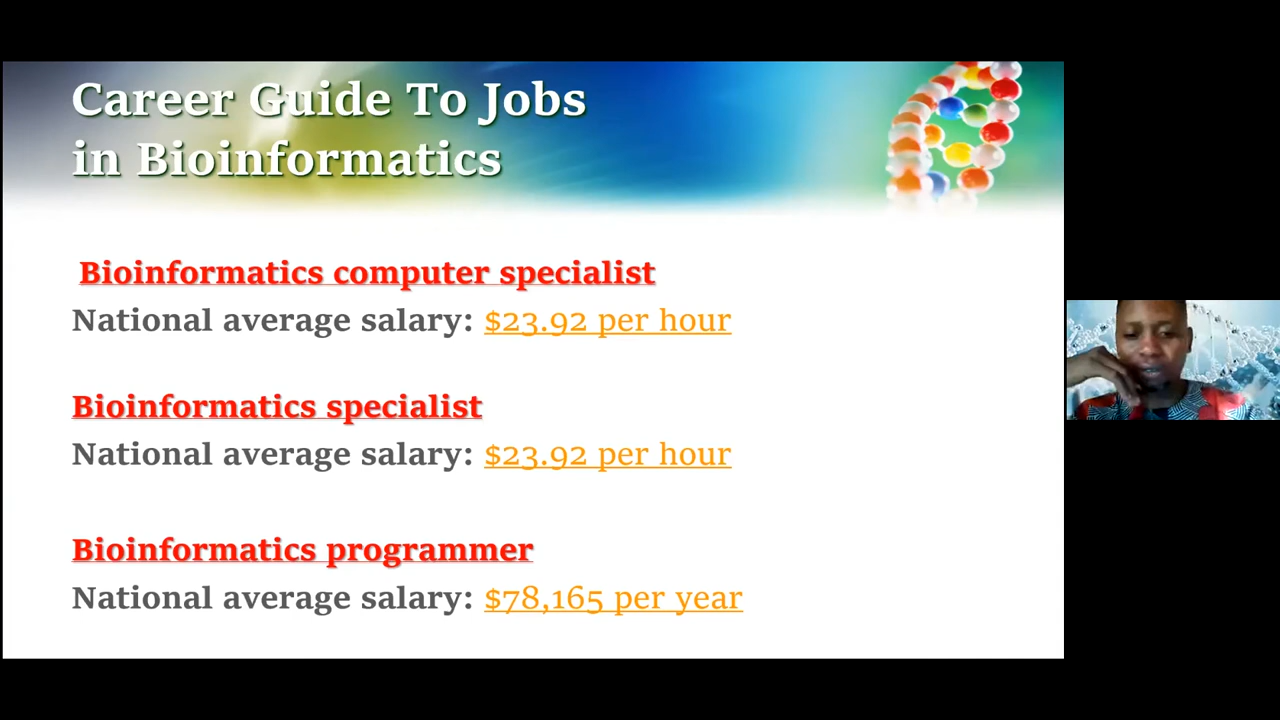 Career Guide To Jobs
in Bioinformatics
Bioinformatics computer specialist
National average salary: $23.92 per hour
Bioinformatics specialist
National average salary: $23.92 per hour
Bioinformatics programmer
National average salary: $78,165 per year